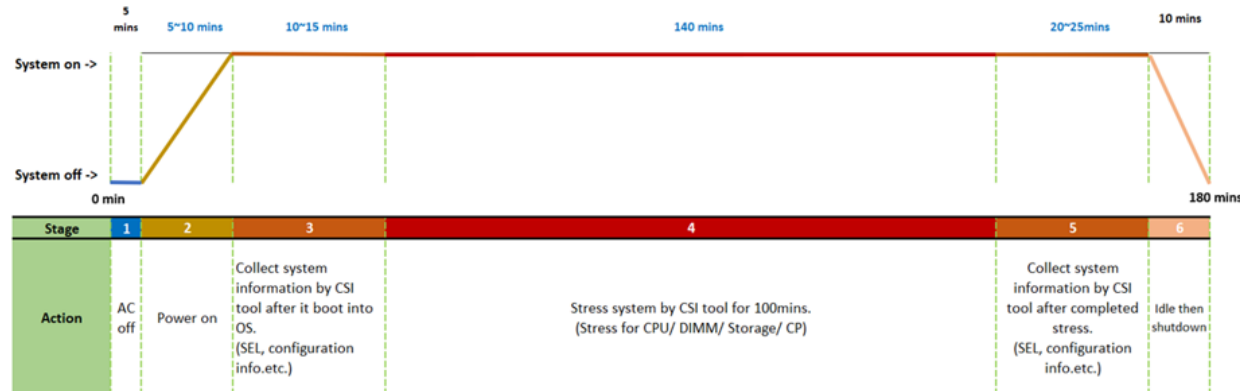 5
mins
5~10 mins
10~15 mins
140 mins
20~25mins
10 mins
System on ->
System off ->
0 min
180 mins
Stage
1
2
3
4
5
6
Action
AC
off
Power on
Collect system
information by CSI
tool after it boot into
OS.
(SEL, configuration
info.etc.)
Stress system by CSI tool for 100mins.
(Stress for CPU/ DIMM/ Storage/ CP)
Collect system
information by CSI
tool after completed
stress.
(SEL, configuration
info.etc.)
Idle then
shutdown